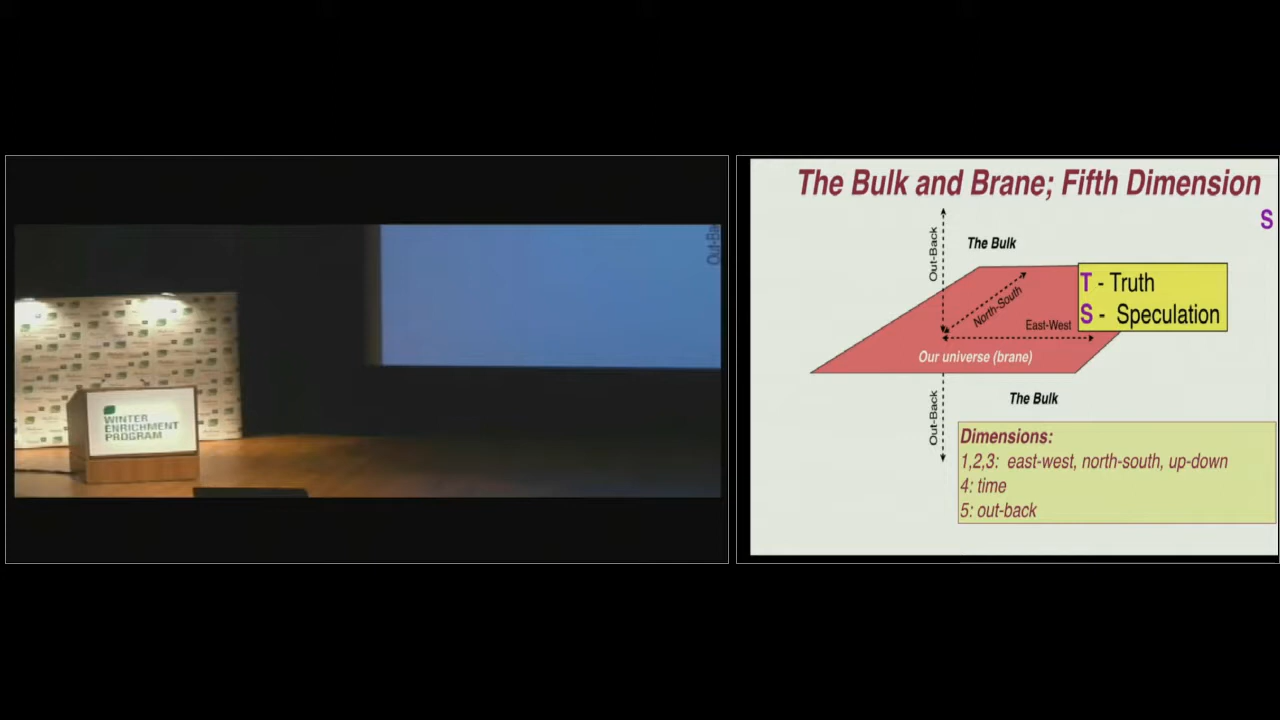 WINTER
ENRICHMENT
PROGRAM
The Bulk and Brane; Fifth Dimension
S
Out-Back
The Bulk
T - Truth
S - Speculation
North-South
East-West
Our universe (brane)
Out-Back
The Bulk
Dimensions:
1,2,3: east-west, north-south, up-down
4: time
5: out-back